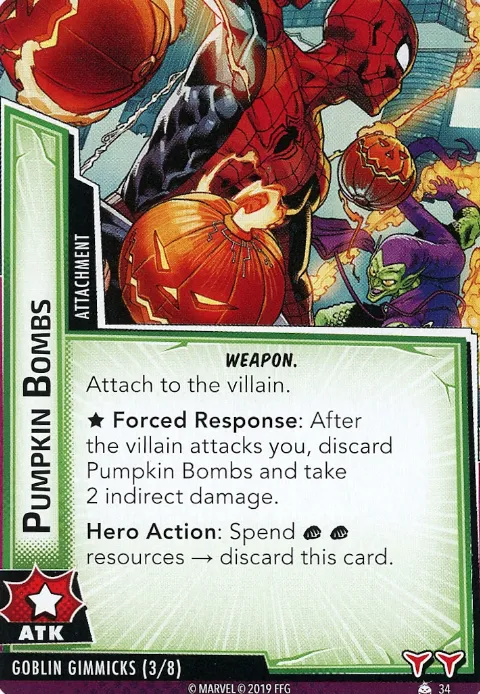 PUMPKIN BOMBS
ATTACHMENT
WEAPON.
Attach to the villain.
★ Forced Response: After
the villain attacks you, discard
Pumpkin Bombs and take
2 indirect damage.
Hero Action: Spend
resources → discard this card.
ATK
GOBLIN GIMMICKS (3/8)
© MARVEL © 2019 FFG
34